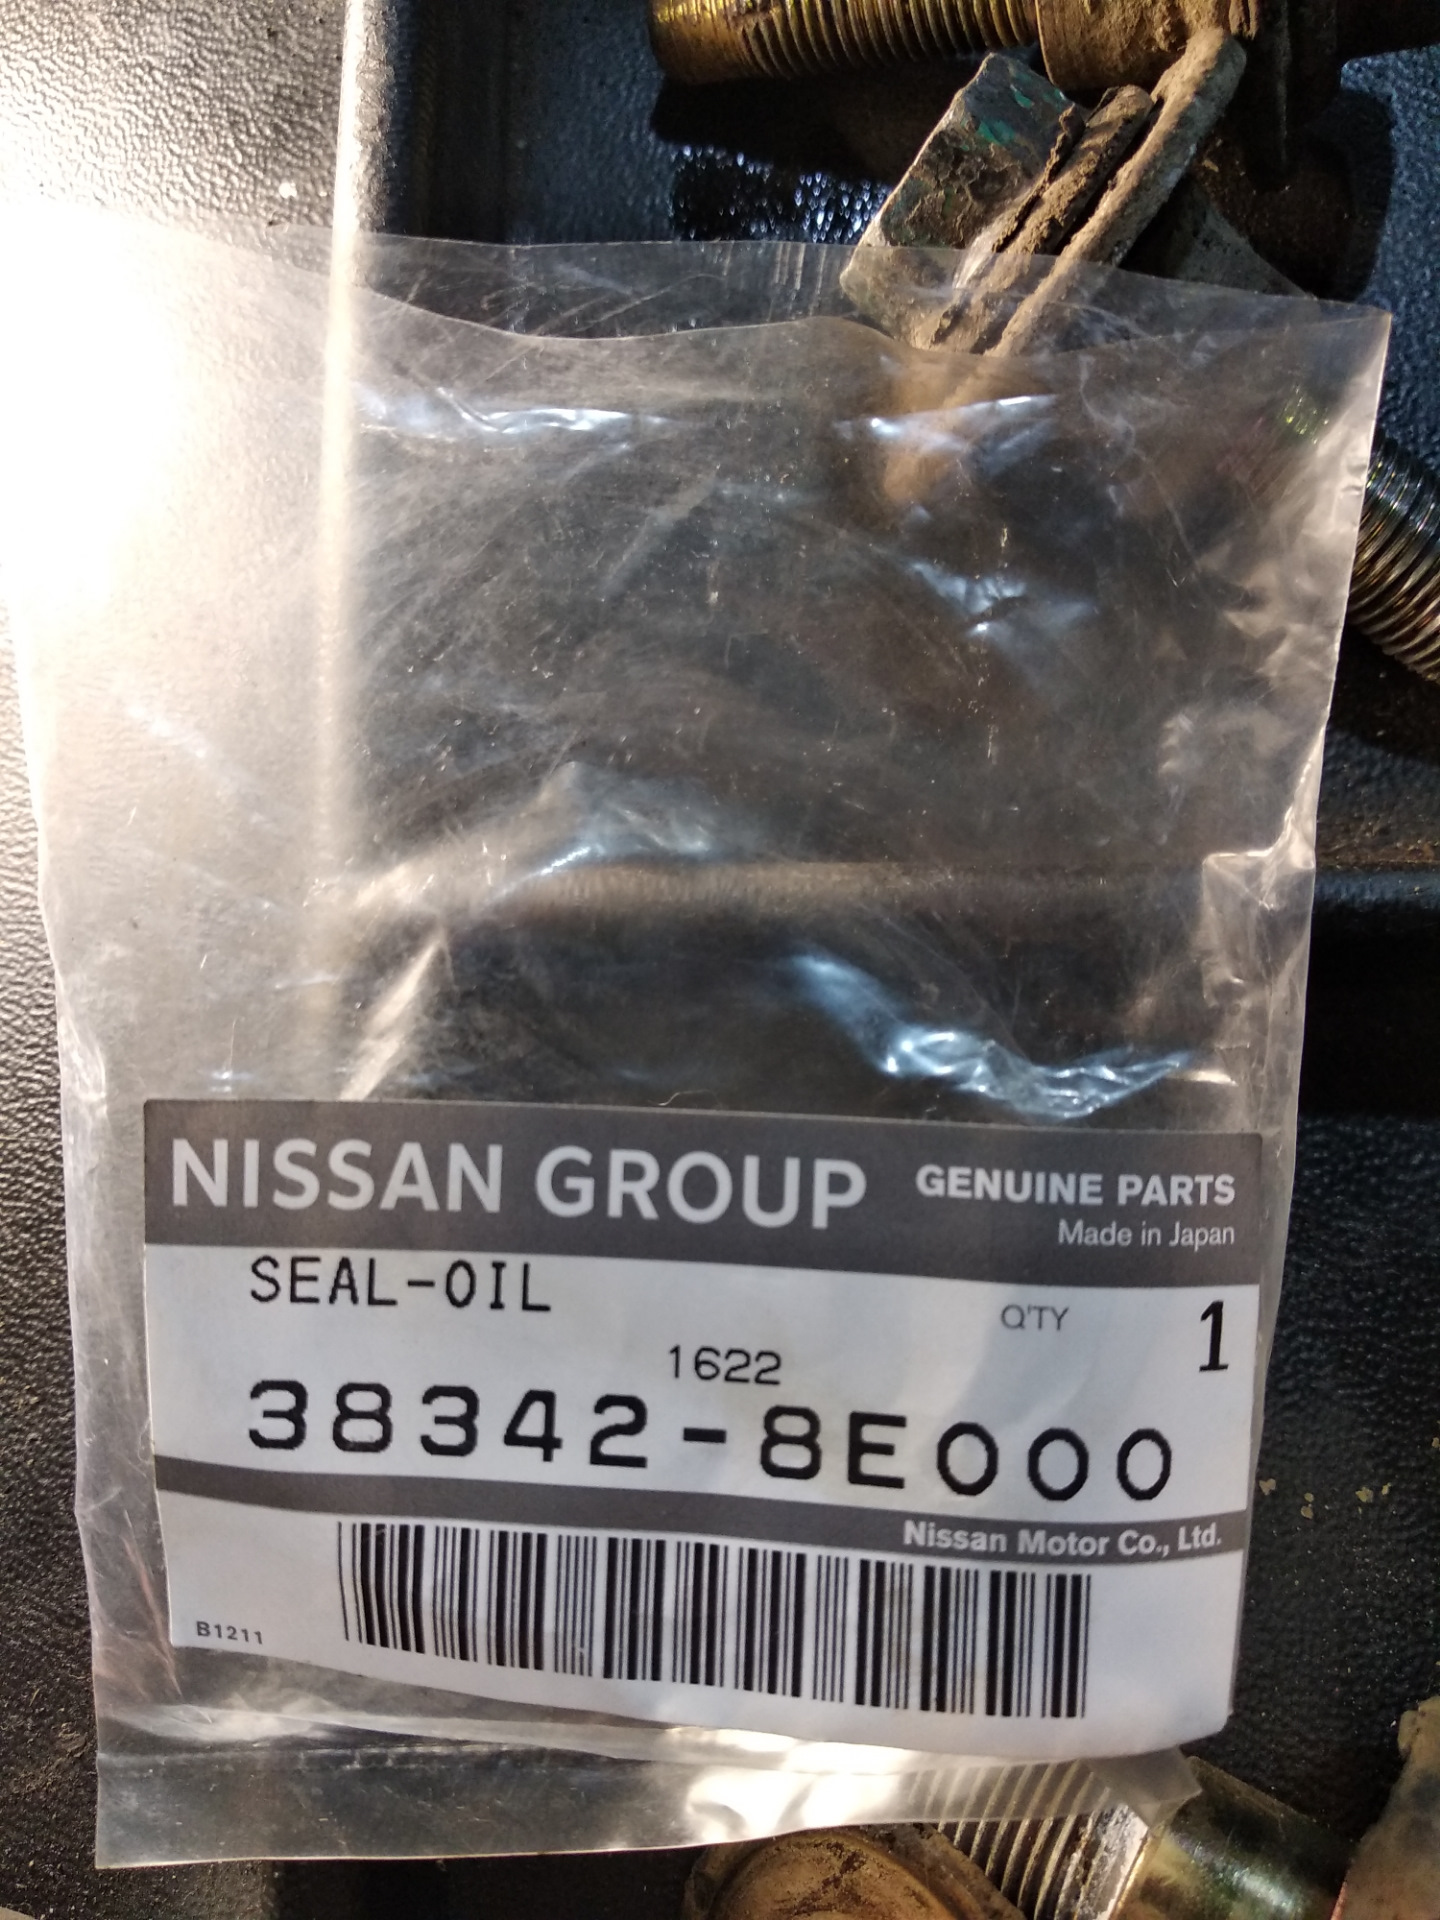 NISSAN GROUP GENUINE PARTS
Made in Japan
SEAL-OIL
Q'TY 1
1622
38342-8E000
Nissan Motor Co., Ltd.
B1211